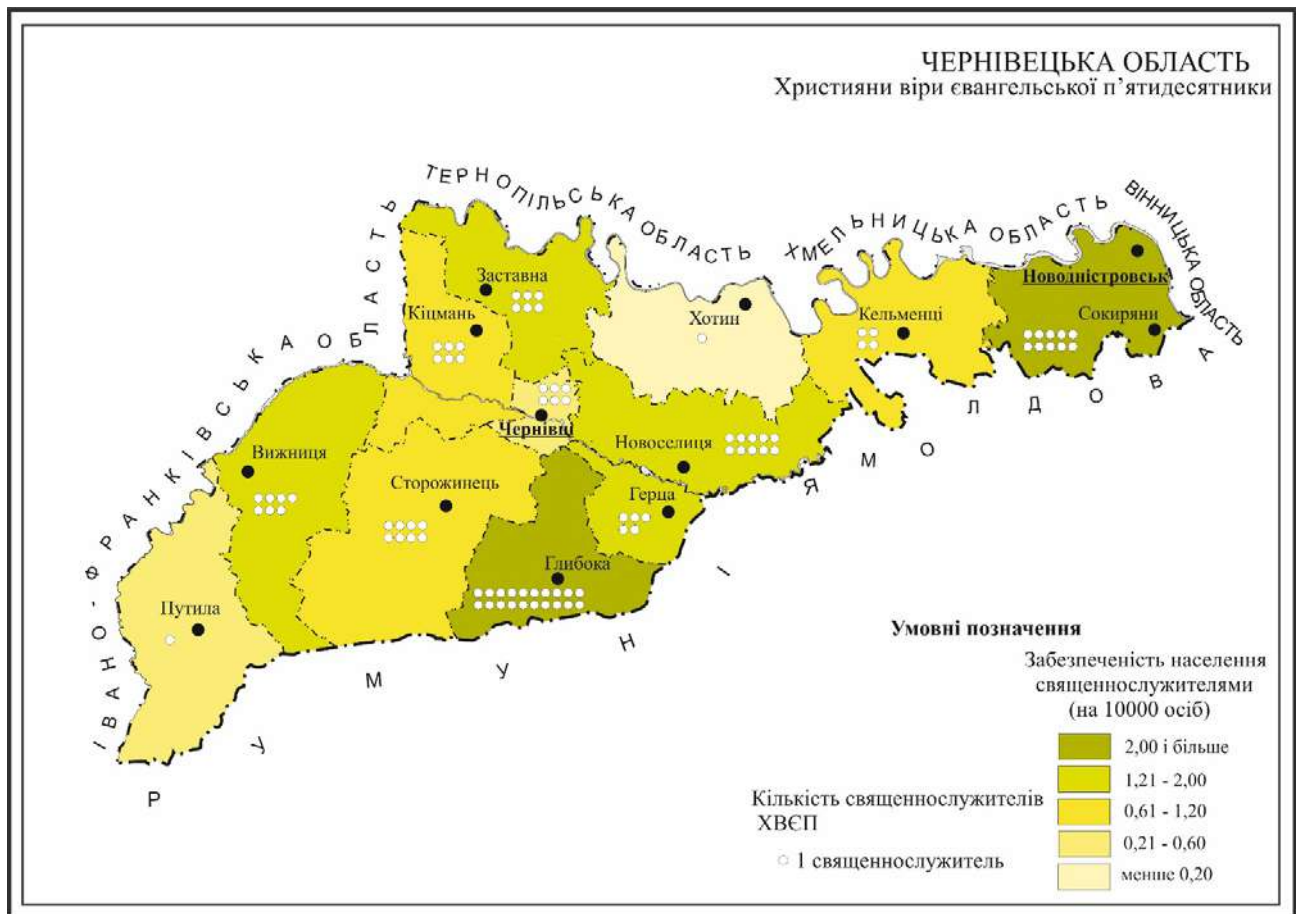 ЧЕРНІВЕЦЬКА ОБЛАСТЬ
Християни віри євангельської п’ятидесятники
ТЕРНОПІЛЬСЬКА ОБЛАСТЬ
ХМЕЛЬНИЦЬКА ОБЛАСТЬ
ВІННИЦЬКА ОБЛАСТЬ
ІВАНО-ФРАНКІВСЬКА ОБЛАСТЬ
МОЛДОВА
РУМУНІЯ
Заставна
Кіцмань
Хотин
Кельменці
Новодністровськ
Сокиряни
Чернівці
Новоселиця
Вижниця
Сторожинець
Герца
Глибока
Путила
Умовні позначення
Забезпеченість населення
священнослужителями
(на 10000 осіб)
2,00 і більше
1,21 - 2,00
0,61 - 1,20
0,21 - 0,60
менше 0,20
Кількість священнослужителів
ХВЄП
1 священнослужитель